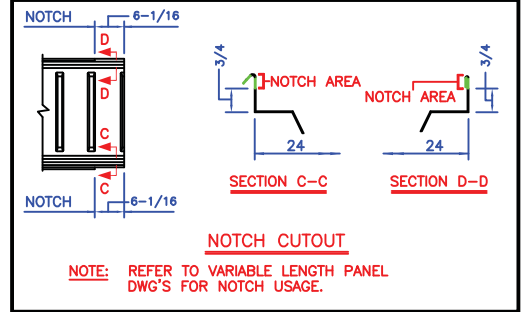 NOTCH 6-1/16
D
D
C
C
NOTCH 6-1/16
3/4
NOTCH AREA
24
SECTION C-C
3/4
NOTCH AREA
24
SECTION D-D
NOTCH CUTOUT
NOTE: REFER TO VARIABLE LENGTH PANEL
DWG'S FOR NOTCH USAGE.